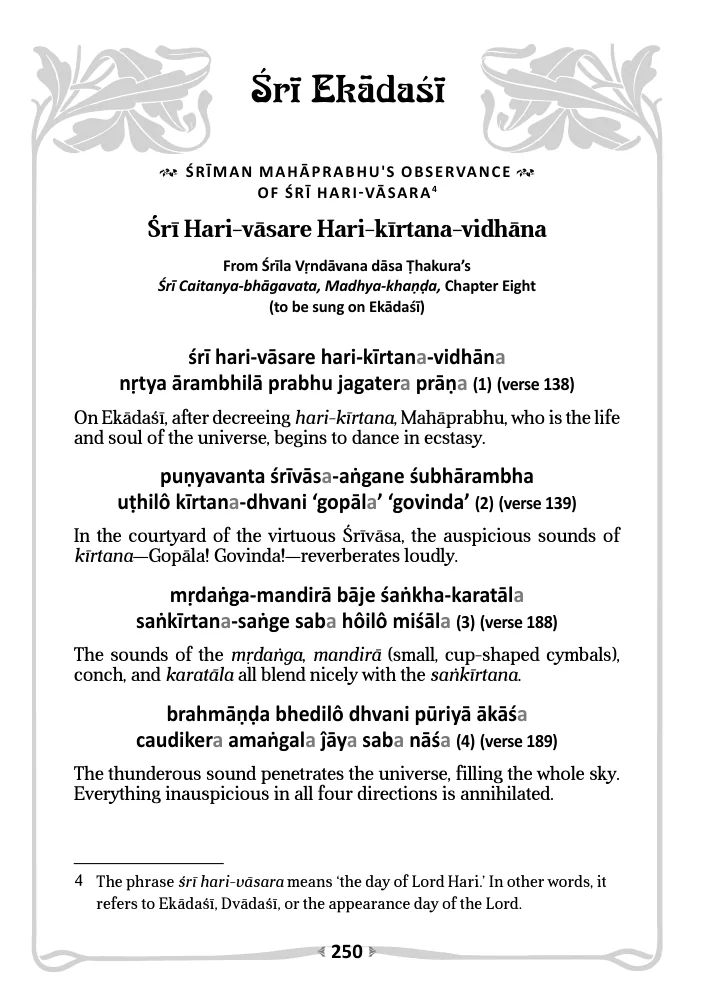 Śrī Ekādaśī
ŚRĪMAN MAHĀPRABHU'S OBSERVANCE
OF ŚRĪ HARI-VĀSARA4
Śrī Hari-vāsare Hari-kīrtana-vidhāna
From Śrīla Vṛndāvana dāsa Ṭhakura’s
Śrī Caitanya-bhāgavata, Madhya-khaṇḍa, Chapter Eight
(to be sung on Ekādaśī)
śrī hari-vāsare hari-kīrtana-vidhāna
nṛtya ārambhilā prabhu jagatera prāṇa (1) (verse 138)
On Ekādaśī, after decreeing hari-kīrtana, Mahāprabhu, who is the life
and soul of the universe, begins to dance in ecstasy.
puṇyavanta śrīvāsa-aṅgane śubhārambha
uṭhilô kīrtana-dhvani ‘gopāla’ ‘govinda’ (2) (verse 139)
In the courtyard of the virtuous Śrīvāsa, the auspicious sounds of
kīrtana—Gopāla! Govinda!—reverberates loudly.
mṛdaṅga-mandirā bāje śaṅkha-karatāla
saṅkīrtana-saṅge saba hôilô miśāla (3) (verse 188)
The sounds of the mṛdaṅga, mandirā (small, cup-shaped cymbals),
conch, and karatāla all blend nicely with the saṅkīrtana.
brahmāṇḍa bhedilô dhvani pūriyā ākāśa
caudikera amaṅgala ĵāya saba nāśa (4) (verse 189)
The thunderous sound penetrates the universe, filling the whole sky.
Everything inauspicious in all four directions is annihilated.
4 The phrase śrī hari-vāsara means ‘the day of Lord Hari.’ In other words, it
refers to Ekādaśī, Dvādaśī, or the appearance day of the Lord.
250